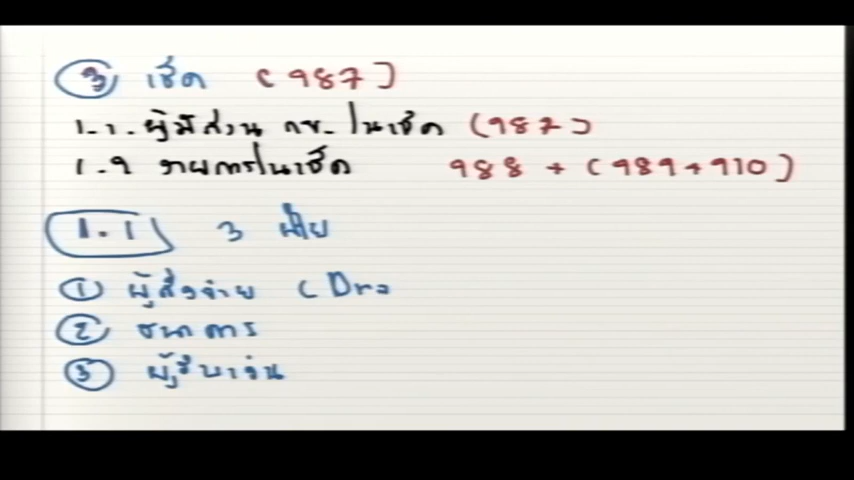 ③ เช็ค (987)
1.1. ผู้มีส่วน กข. ในเช็ค (987)
1.2 รายการในเช็ค 988 + (989+910)
1.1 3 ฝ่าย
① ผู้สั่งจ่าย (Dra
② ธนาคาร
③ ผู้รับเงิน